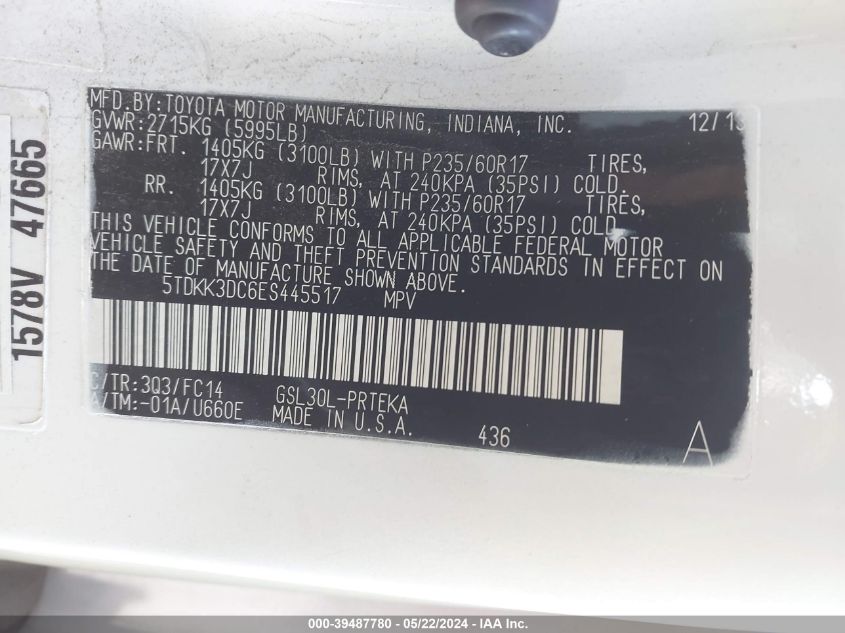 MFD.BY:TOYOTA MOTOR MANUFACTURING, INDIANA, INC. 12/13
GVWR:2715KG (5995LB)
GAWR:FRT. 1405KG (3100LB) WITH P235/60R17 TIRES,
17X7J RIMS, AT 240KPA (35PSI) COLD.
RR. 1405KG (3100LB) WITH P235/60R17 TIRES,
17X7J RIMS, AT 240KPA (35PSI) COLD
THIS VEHICLE CONFORMS TO ALL APPLICABLE FEDERAL MOTOR
VEHICLE SAFETY AND THEFT PREVENTION STANDARDS IN EFFECT ON
THE DATE OF MANUFACTURE SHOWN ABOVE.
5TDKK3DC6ES445517 MPV
C/TR:3Q3/FC14 GSL30L-PRTEKA
A/TM:-01A/U660E MADE IN U.S.A. 436 A
1578V 47665
000-39487780 - 05/22/2024 - IAA Inc.